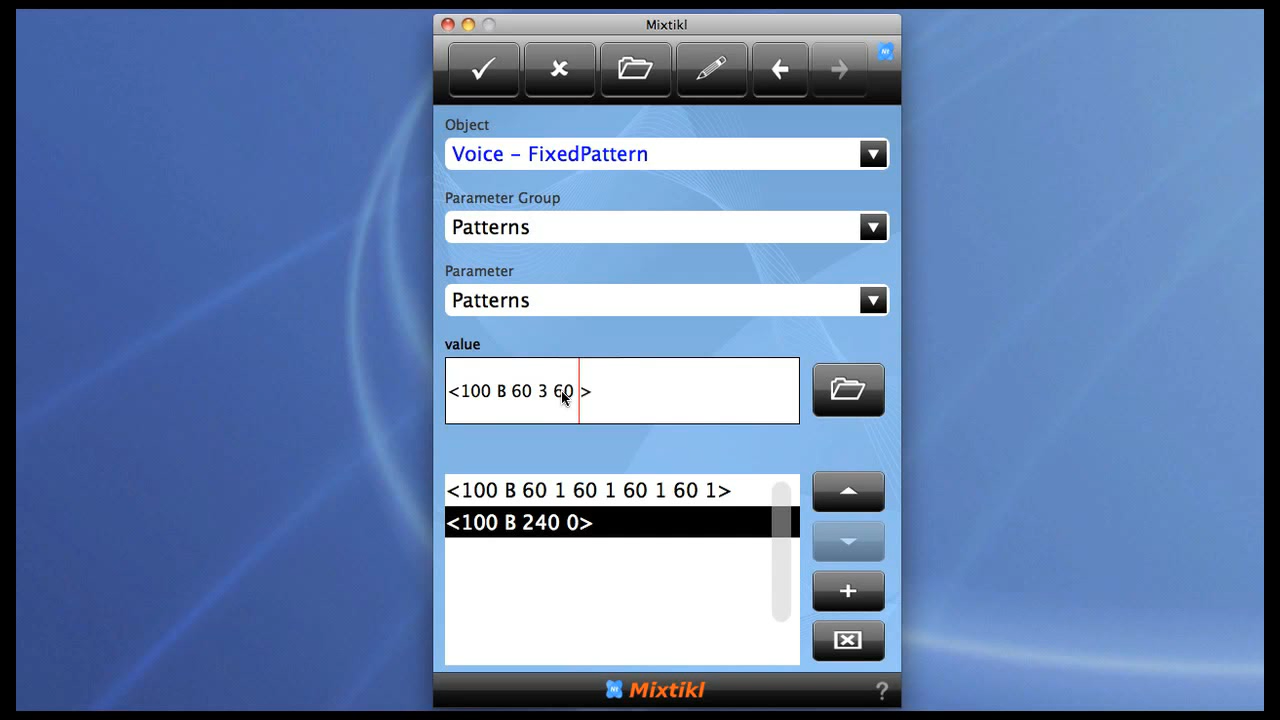 Mixtikl
Object
Voice – FixedPattern
Parameter Group
Patterns
Parameter
Patterns
value
<100 B 60 3 60 >
<100 B 60 1 60 1 60 1 60 1>
<100 B 240 0>
Mixtikl
?